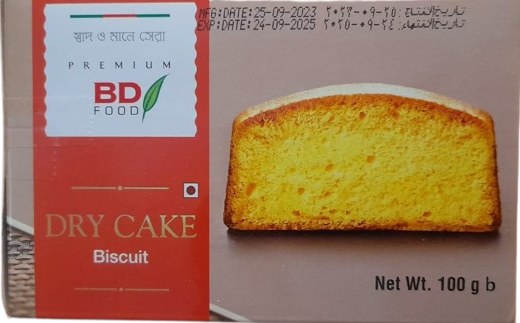 স্বাদ ও মানে সেরা
PREMIUM
BD
FOOD
MFG:DATE:25-09-2023 ٢٠٢٣-٠٩-٢٥ :تاريخ الانتاج
EXP:DATE:24-09-2025 ٢٠٢٥-٠٩-٢٤ :تاريخ الانتهاء
DRY CAKE
Biscuit
Net Wt. 100 g b